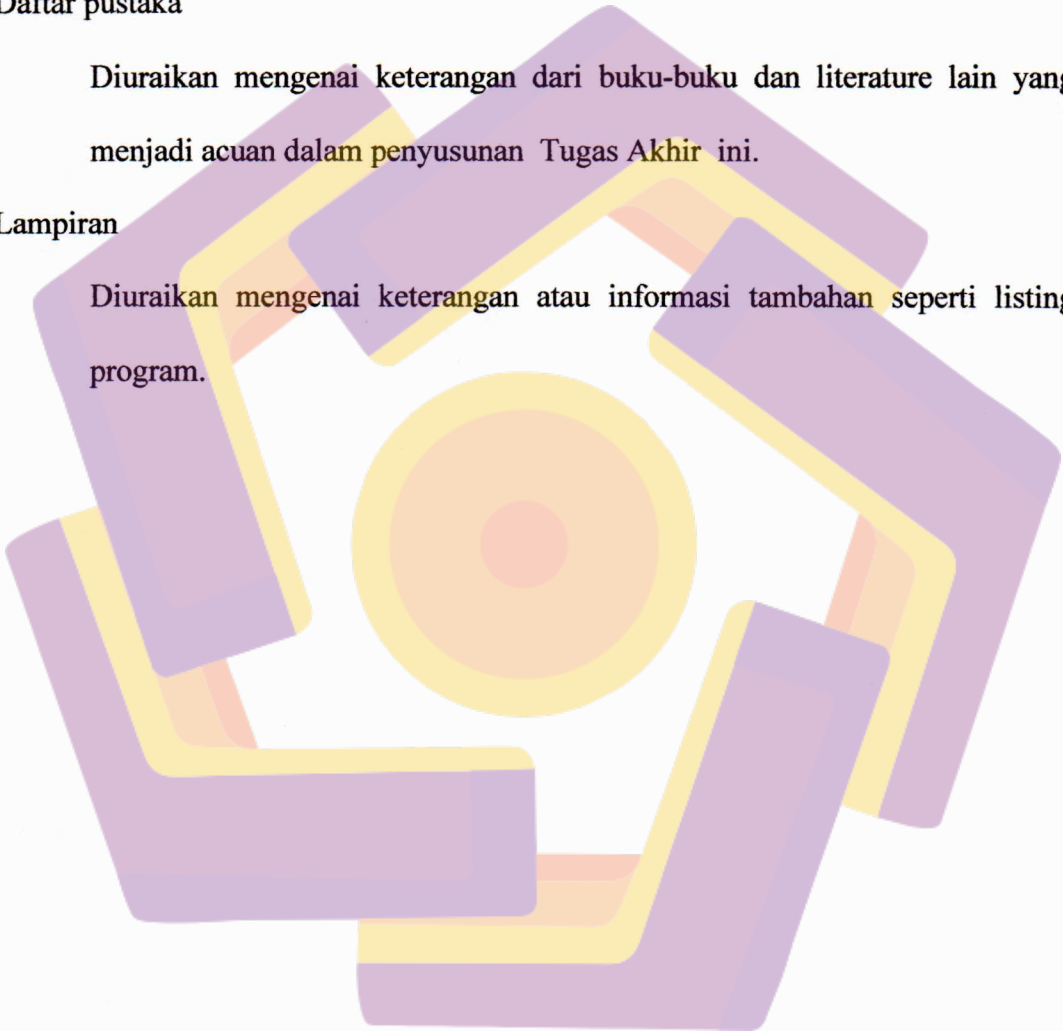 Daftar pustaka
Diuraikan mengenai keterangan dari buku-buku dan literature lain yang
menjadi acuan dalam penyusunan Tugas Akhir ini.
Lampiran
Diuraikan mengenai keterangan atau informasi tambahan seperti listing
program.